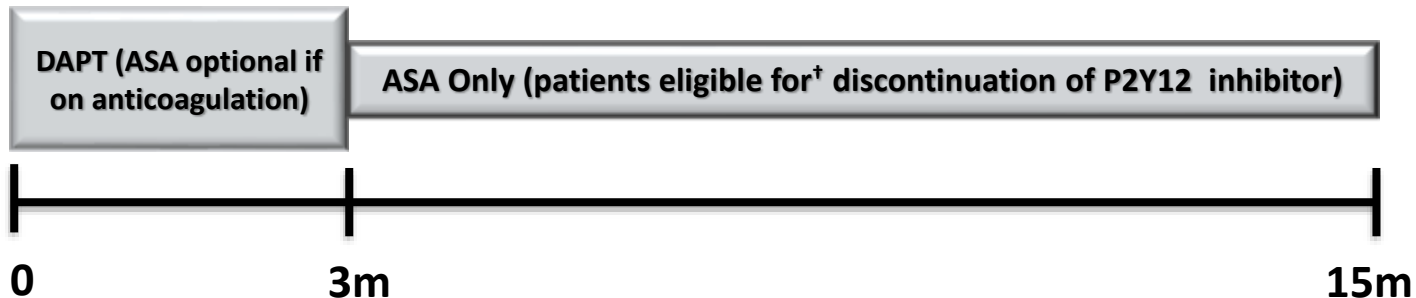 DAPT (ASA optional if
on anticoagulation)
ASA Only (patients eligible for† discontinuation of P2Y12 inhibitor)
0
3m
15m